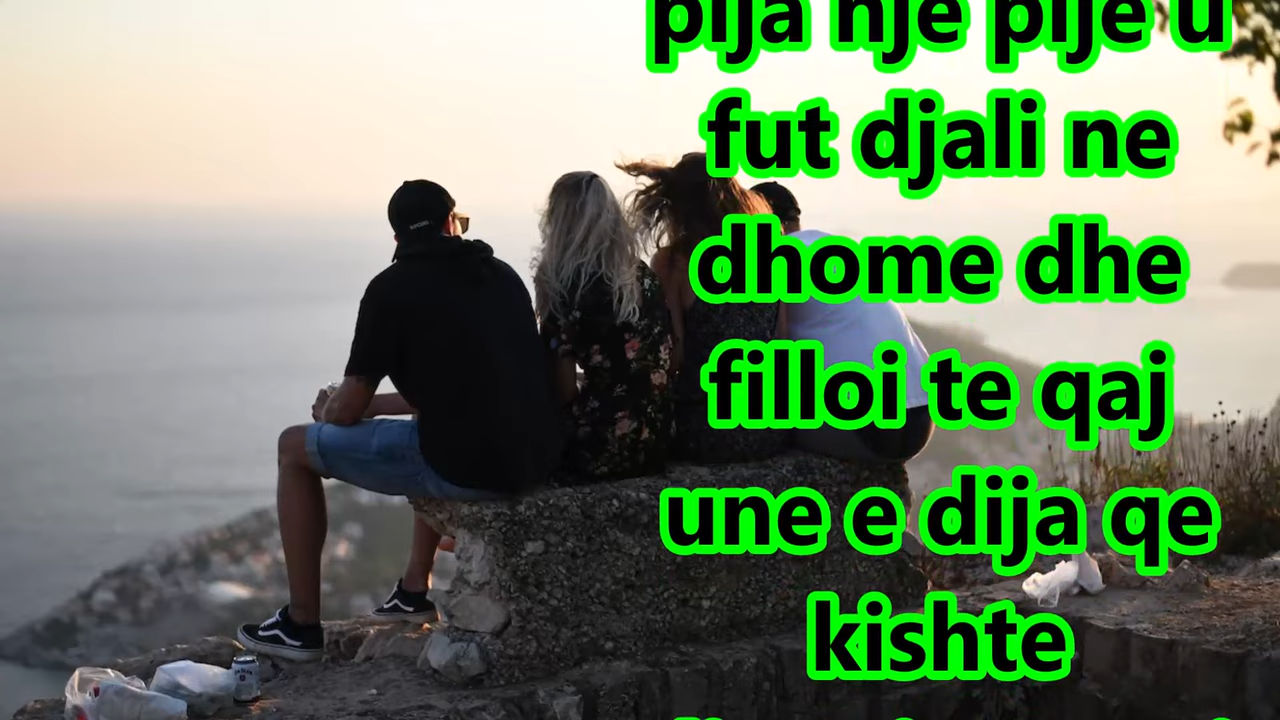 pija nje pije u
fut djali ne
dhome dhe
filloi te qaj
une e dija qe
kishte